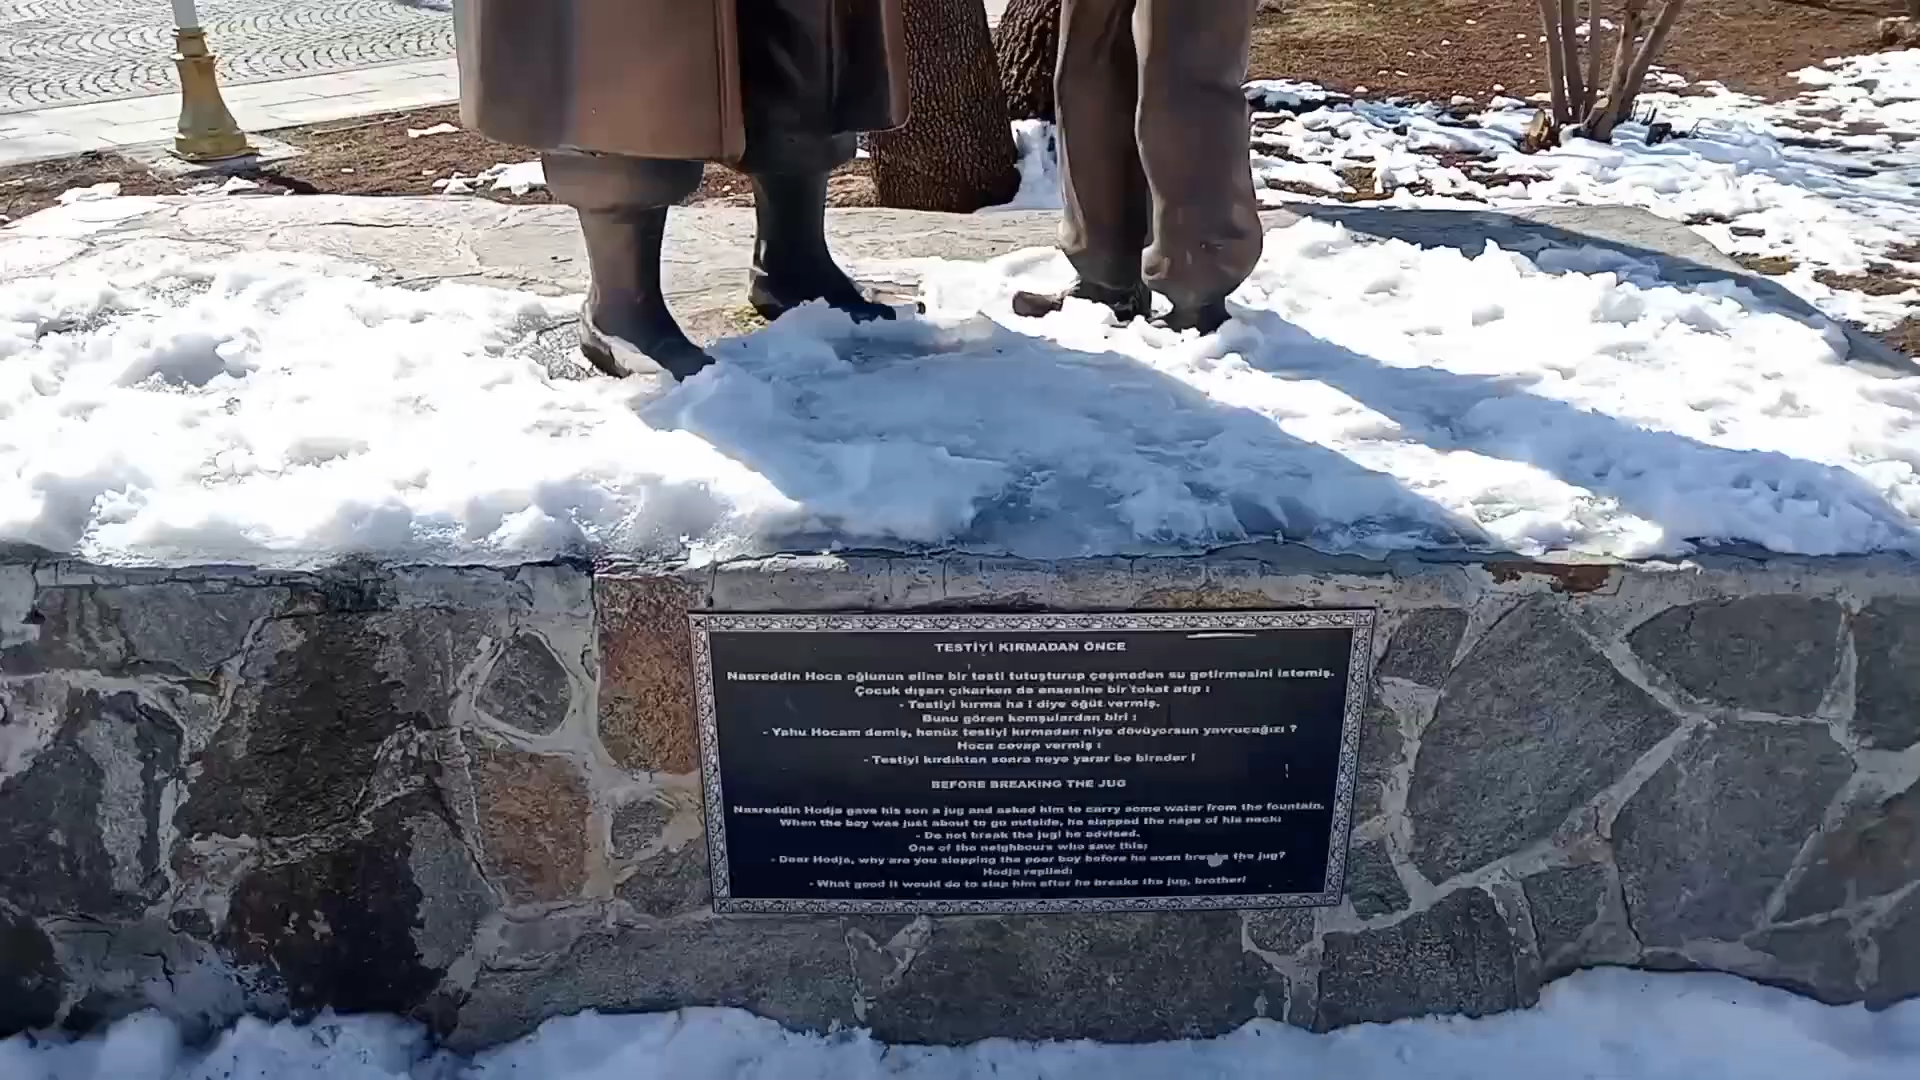 TESTİYİ KIRMADAN ÖNCE
Nasreddin Hoca oğlunun eline bir testi tutuşturup çeşmeden su getirmesini istemiş.
Çocuk dışarı çıkarken de ensesine bir tokat atıp :
- Testiyi kırma ha ! diye öğüt vermiş.
Bunu gören komşulardan biri :
- Yahu Hocam demiş, henüz testiyi kırmadan niye dövüyorsun yavrucağızı ?
Hoca cevap vermiş :
- Testiyi kırdıktan sonra neye yarar be birader !
BEFORE BREAKING THE JUG
Nasreddin Hodja gave his son a jug and asked him to carry some water from the fountain.
When the boy was just about to go outside, he slapped the nape of his neck:
- Do not break the jug! he advised.
One of the neighbours who saw this:
- Dear Hodja, why are you slapping the poor boy before he even breaks the jug?
Hodja replied:
- What good it would do to slap him after he breaks the jug, brother!